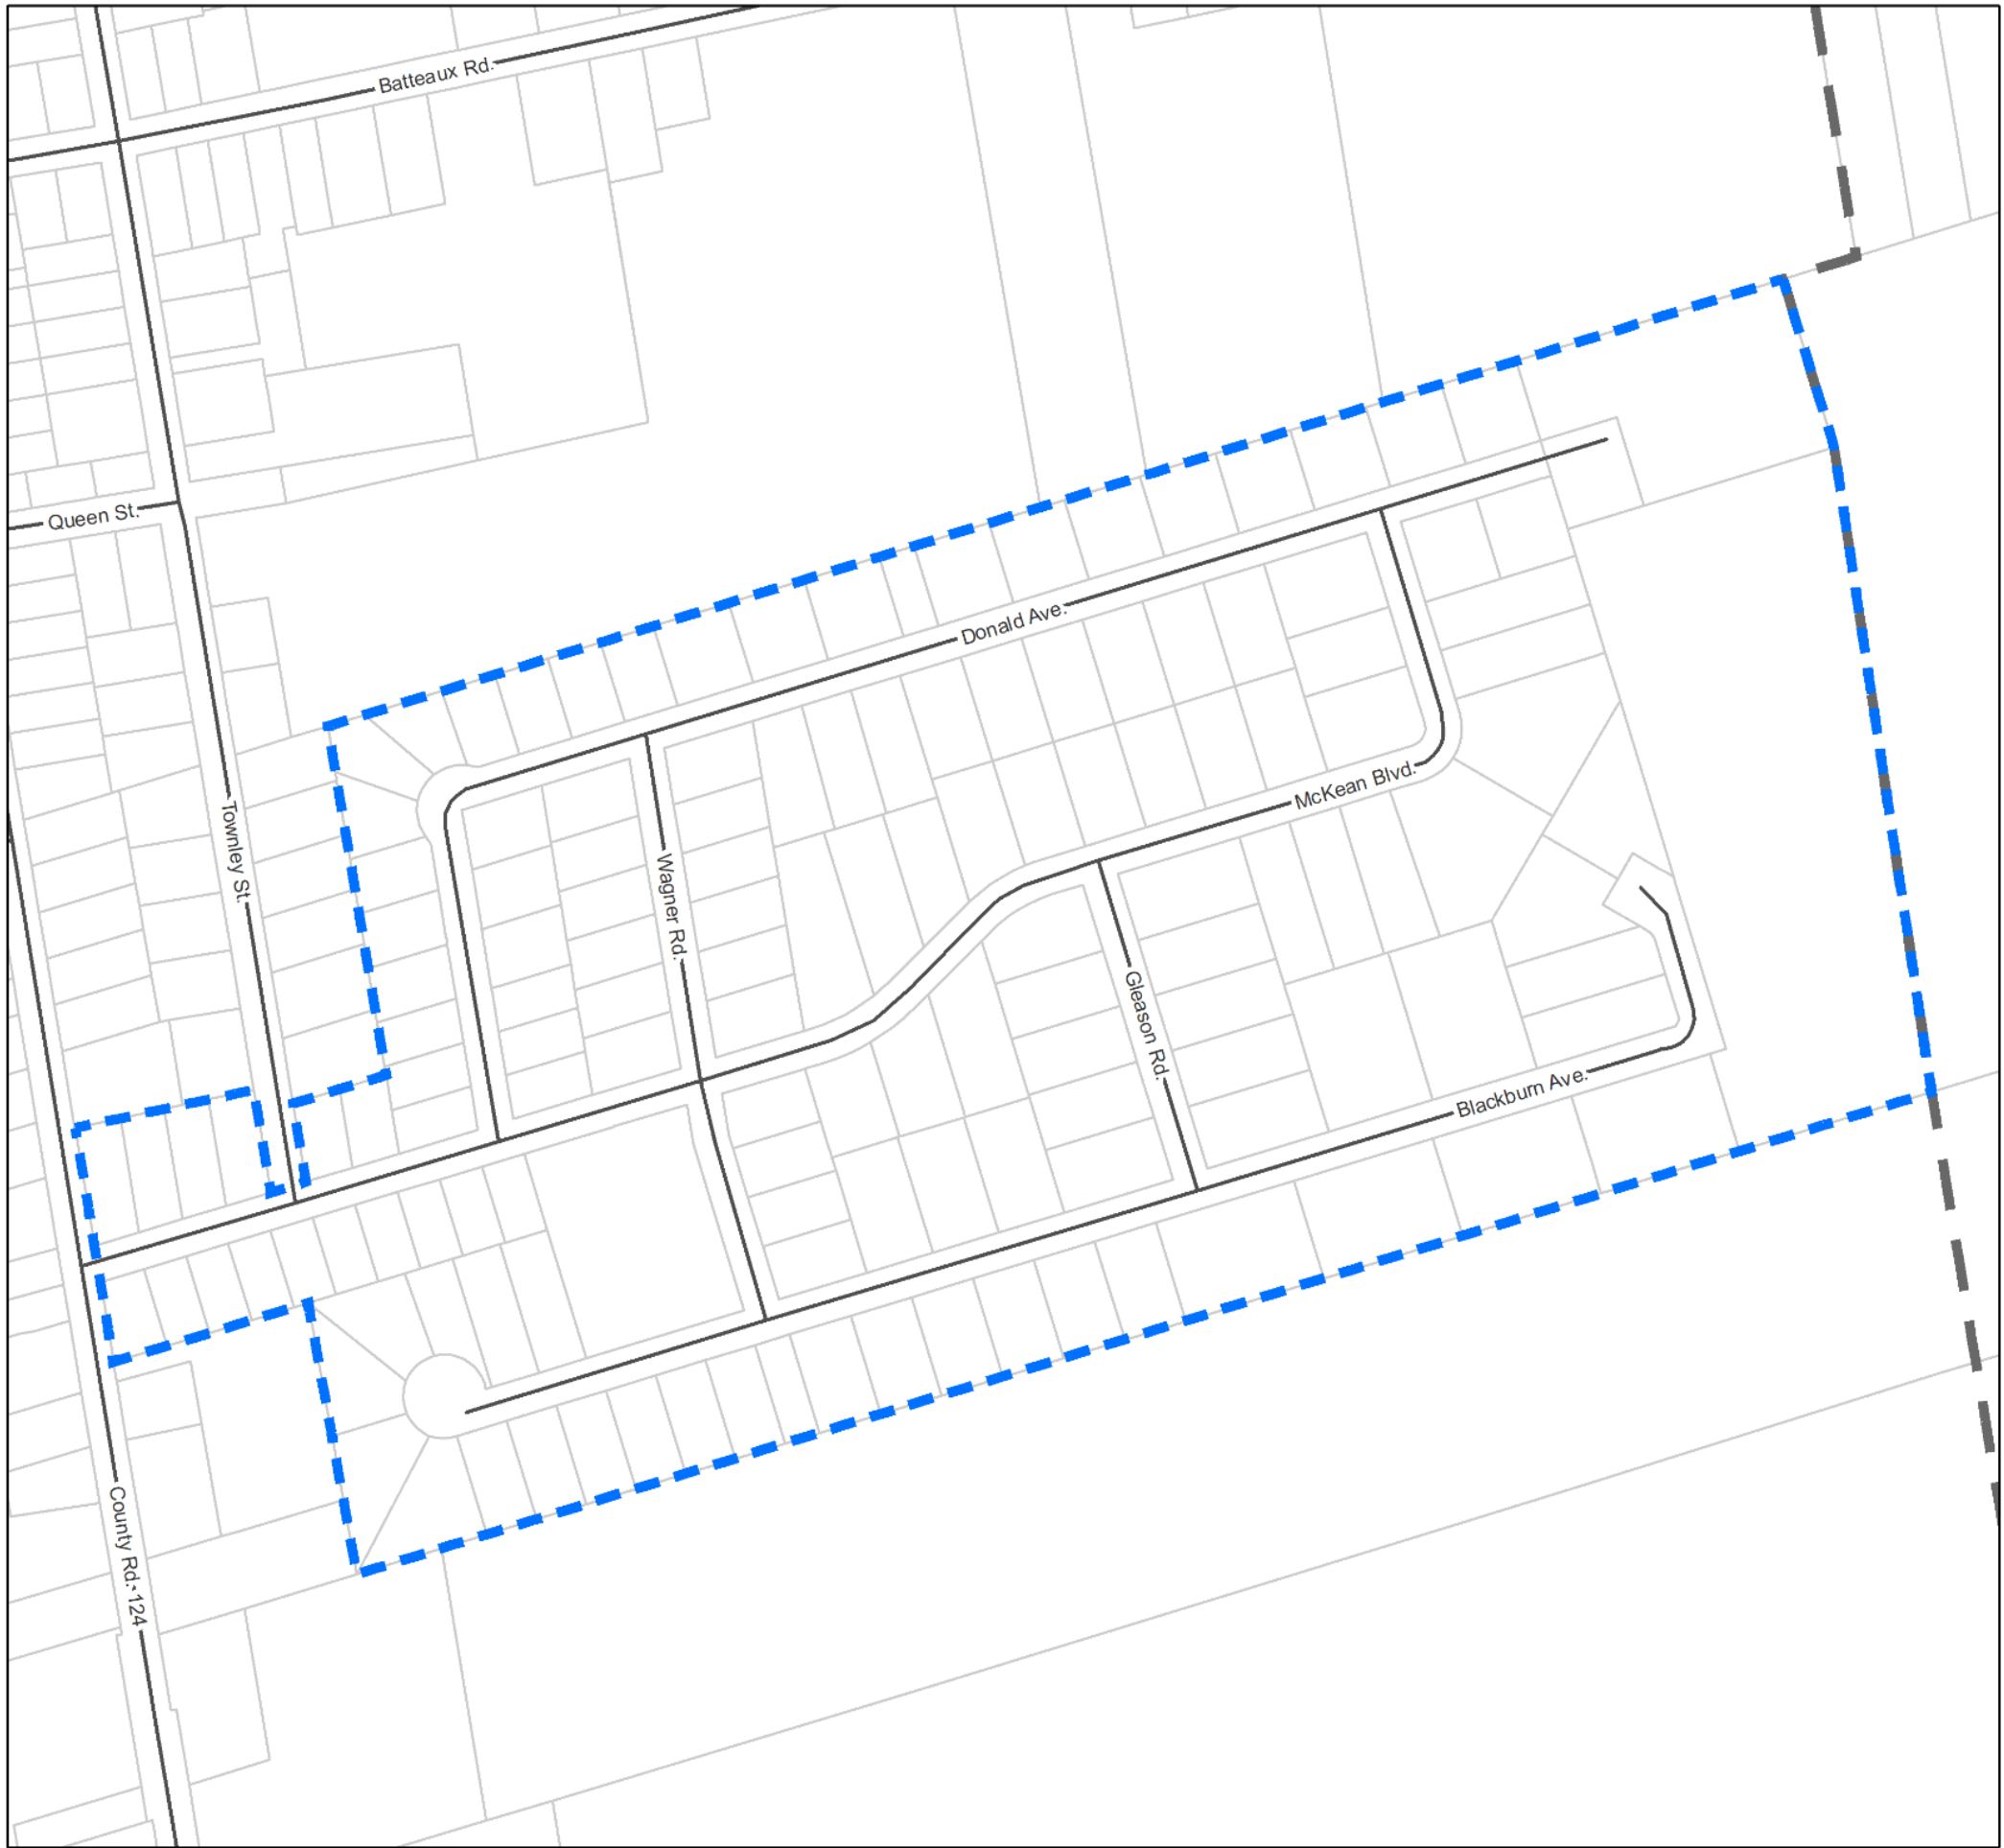 Batteaux Rd.
Queen St.
Donald Ave.
McKean Blvd.
Townley St.
Wagner Rd.
Gleason Rd.
Blackburn Ave.
County Rd. 124